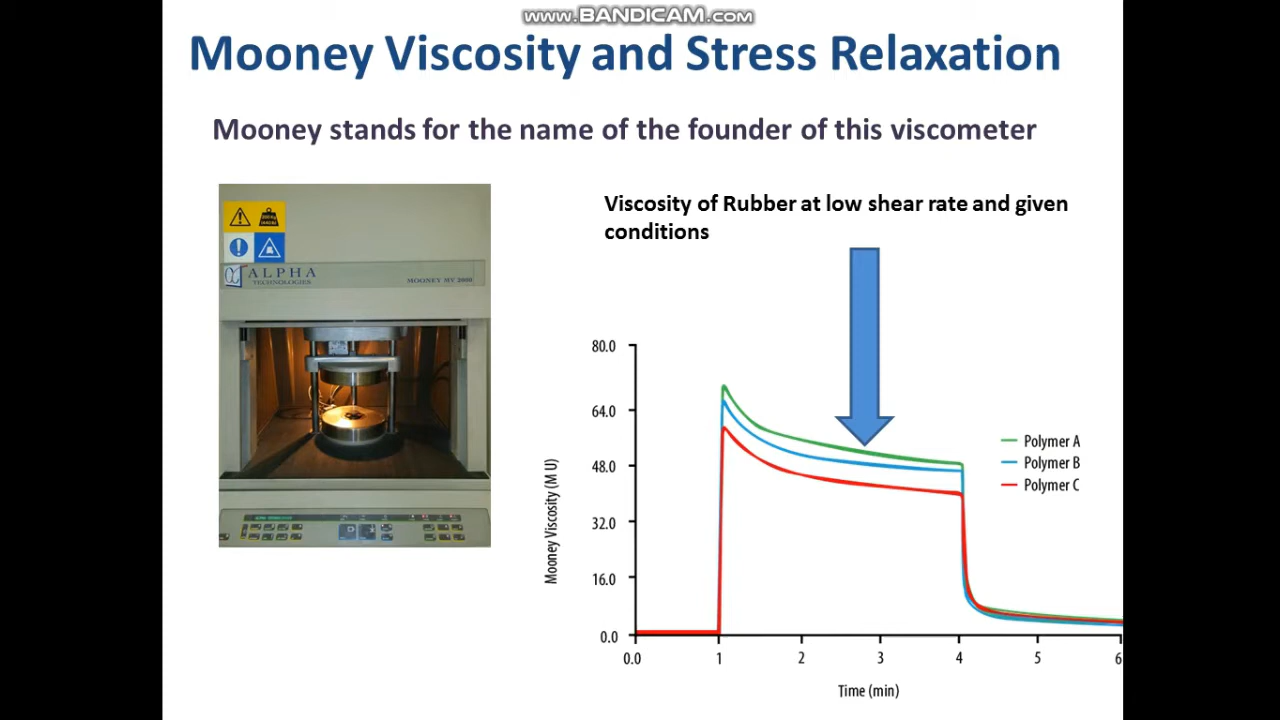 www.BANDICAM.com
Mooney Viscosity and Stress Relaxation
Mooney stands for the name of the founder of this viscometer
Viscosity of Rubber at low shear rate and given
conditions
ALPHA
TECHNOLOGIES
MOONEY MV 2000
80.0
64.0
48.0
32.0
16.0
0.0
Mooney Viscosity (M U)
Polymer A
Polymer B
Polymer C
0.0 1 2 3 4 5 6
Time (min)